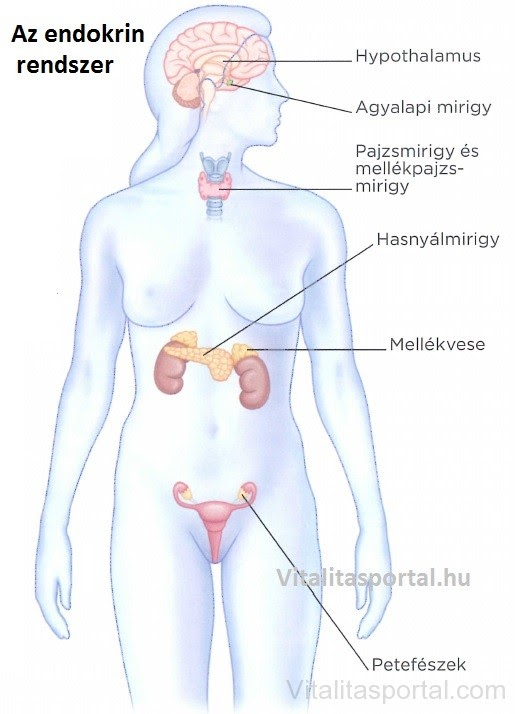 Az endokrin
rendszer
Hypothalamus
Agyalapi mirigy
Pajzsmirigy és
mellékpajzs-
mirigy
Hasnyálmirigy
Mellékvese
Vitalitasportal.hu
Petefészek
Vitalitasportal.com